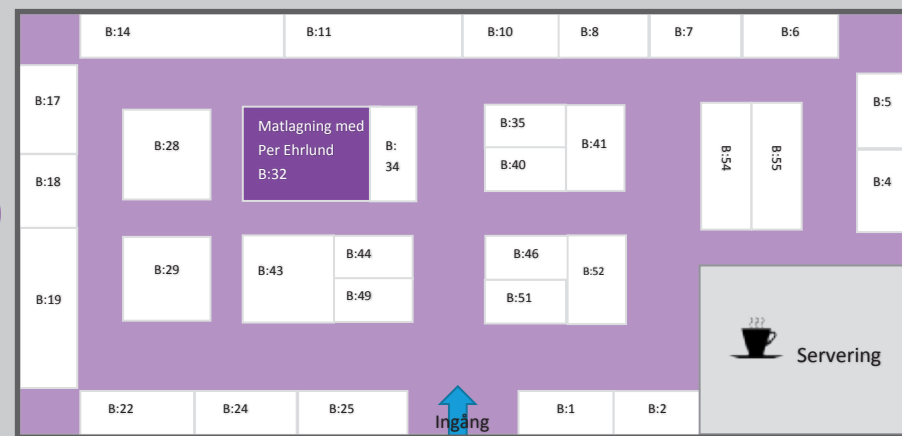 B:14
B:11
B:10
B:8
B:7
B:6
B:17
B:18
B:19
B:5
B:4
B:28
Matlagning med
Per Ehrlund
B:32
B:
34
B:35
B:40
B:41
B:54
B:55
B:29
B:43
B:44
B:49
B:46
B:51
B:52
Servering
B:22
B:24
B:25
Ingång
B:1
B:2